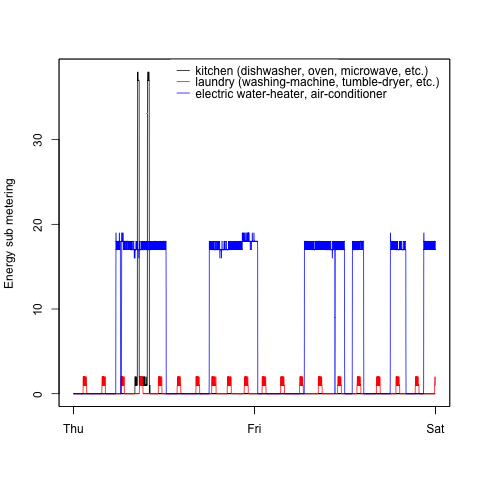 kitchen (dishwasher, oven, microwave, etc.)
laundry (washing-machine, tumble-dryer, etc.)
electric water-heater, air-conditioner
Energy sub metering
30
20
10
0
Thu Fri Sat